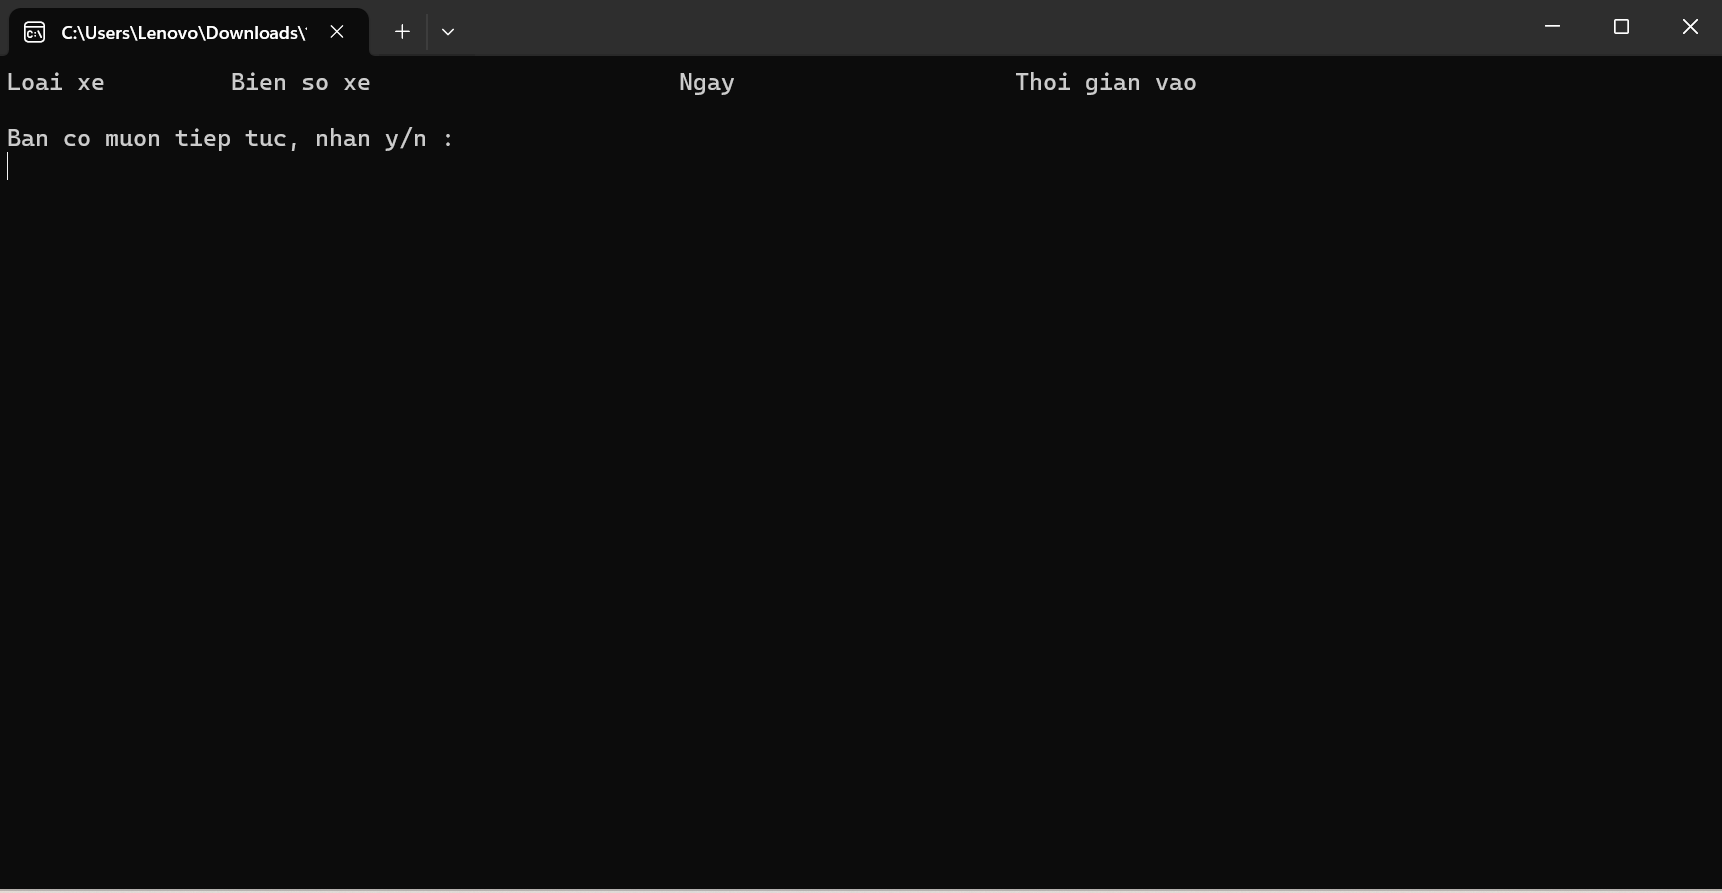 C:\Users\Lenovo\Downloads\
Loai xe Bien so xe Ngay Thoi gian vao
Ban co muon tiep tuc, nhan y/n :